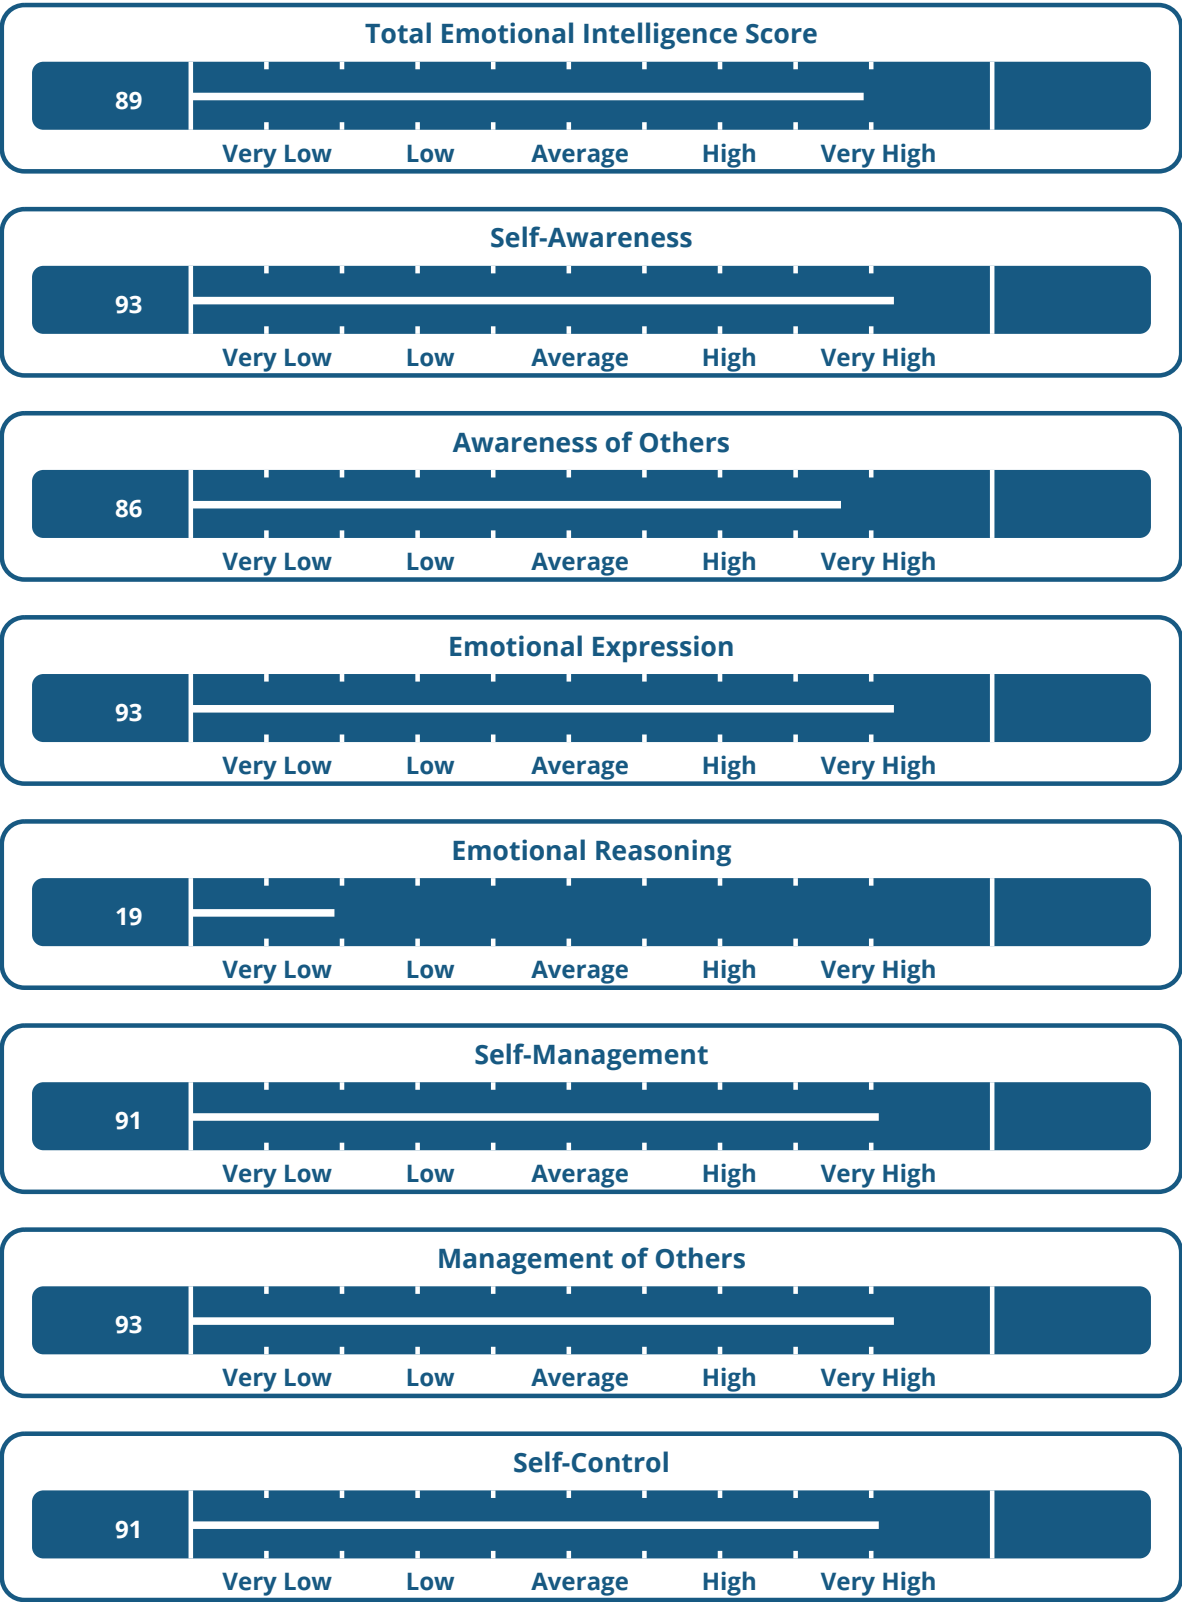 Total Emotional Intelligence Score
89
Very Low Low Average High Very High
Self-Awareness
93
Very Low Low Average High Very High
Awareness of Others
86
Very Low Low Average High Very High
Emotional Expression
93
Very Low Low Average High Very High
Emotional Reasoning
19
Very Low Low Average High Very High
Self-Management
91
Very Low Low Average High Very High
Management of Others
93
Very Low Low Average High Very High
Self-Control
91
Very Low Low Average High Very High